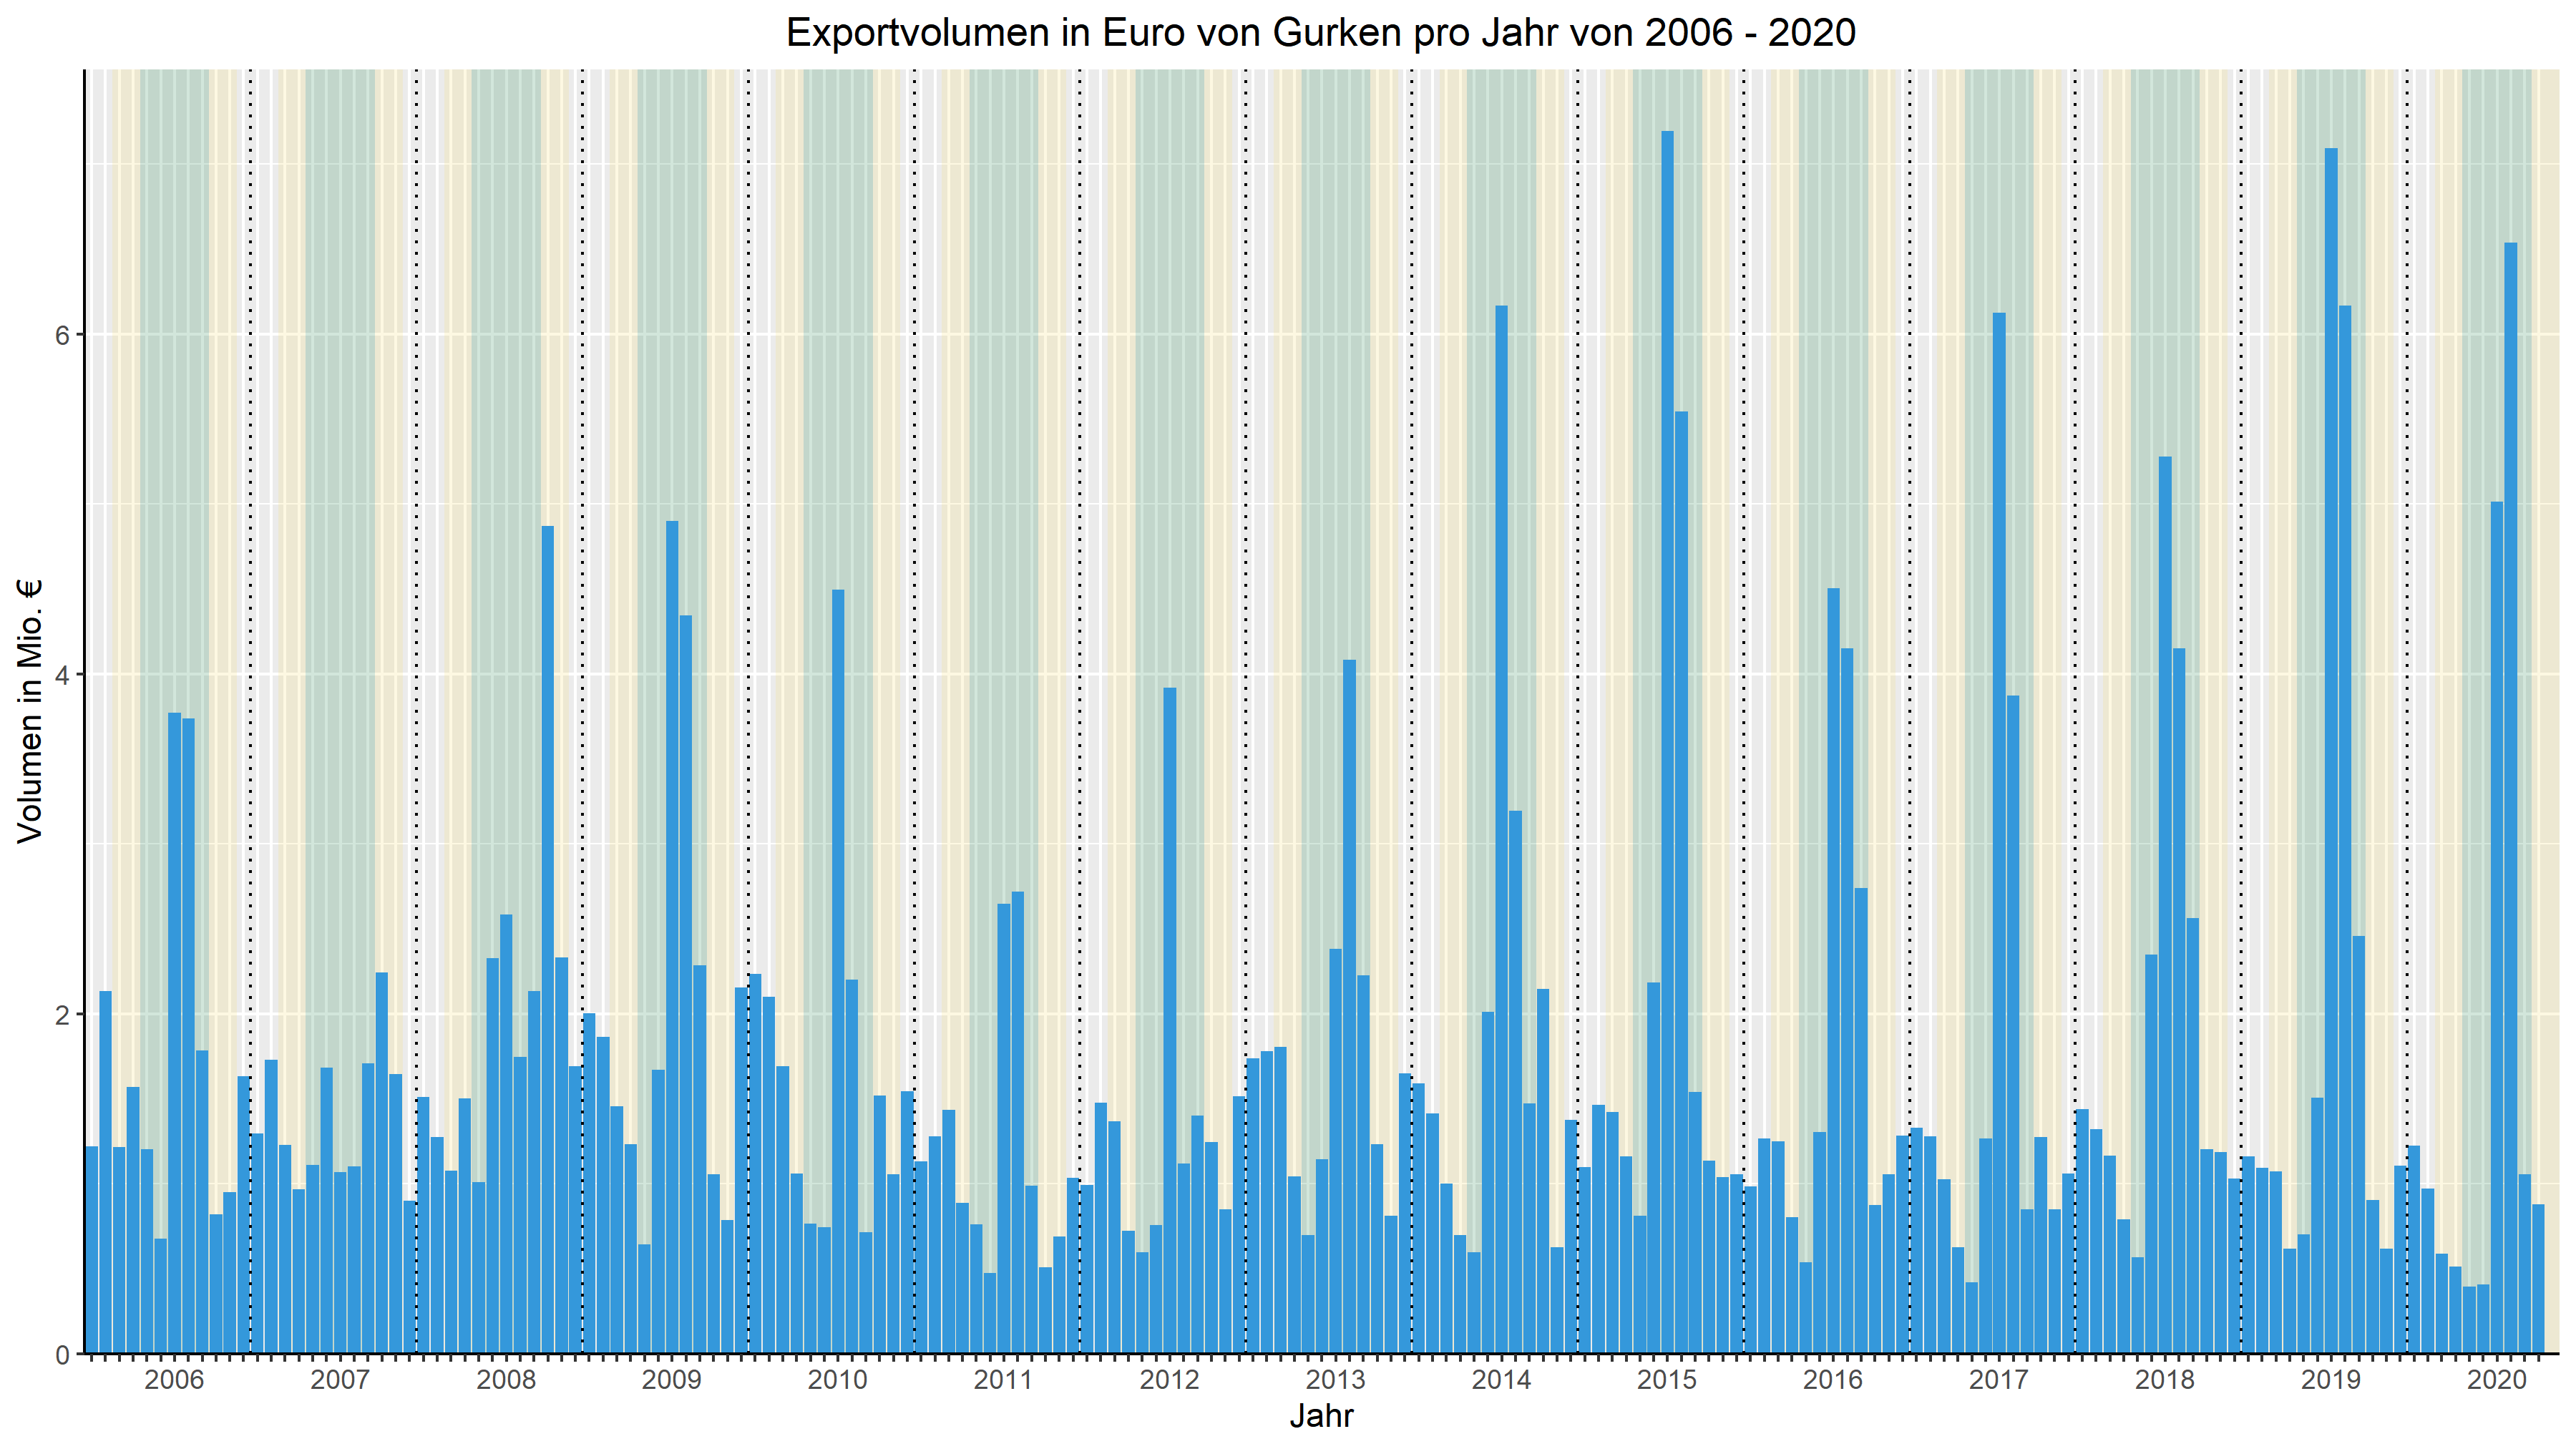 Exportvolumen in Euro von Gurken pro Jahr von 2006 - 2020
Volumen in Mio. €
6
4
2
0
2006 2007 2008 2009 2010 2011 2012 2013 2014 2015 2016 2017 2018 2019 2020
Jahr